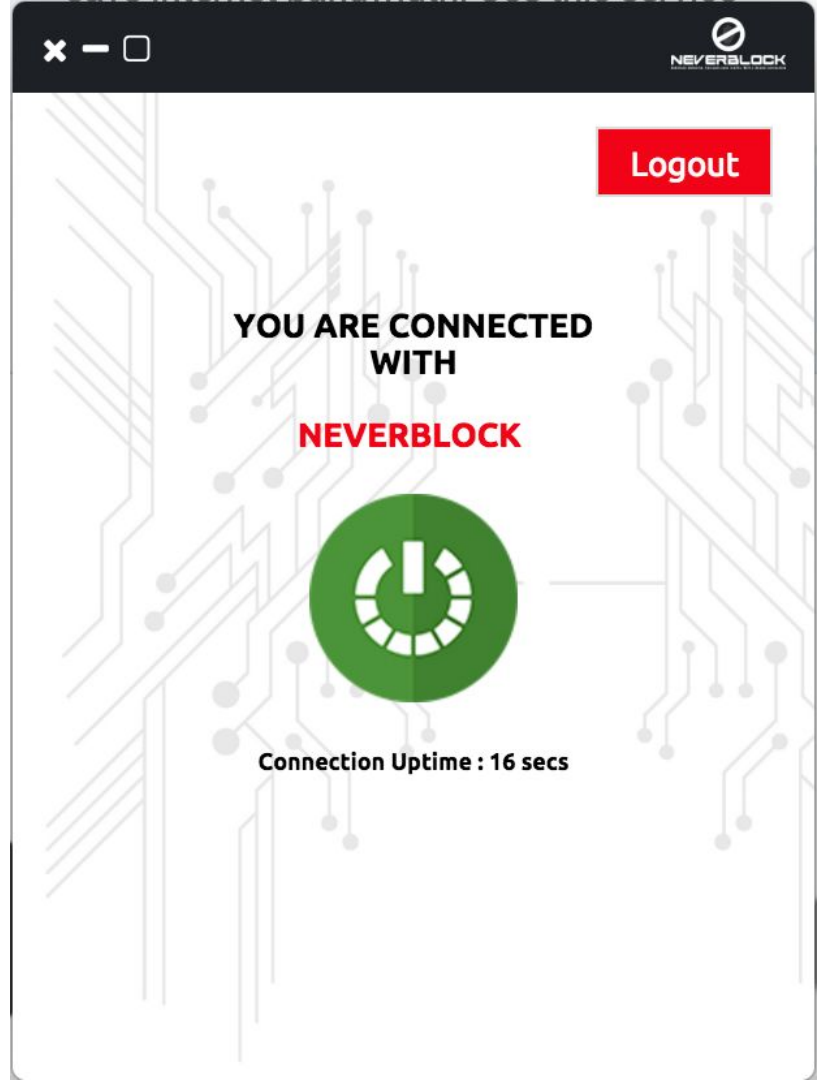 NEVERBLOCK
Logout
YOU ARE CONNECTED
WITH
NEVERBLOCK
Connection Uptime : 16 secs